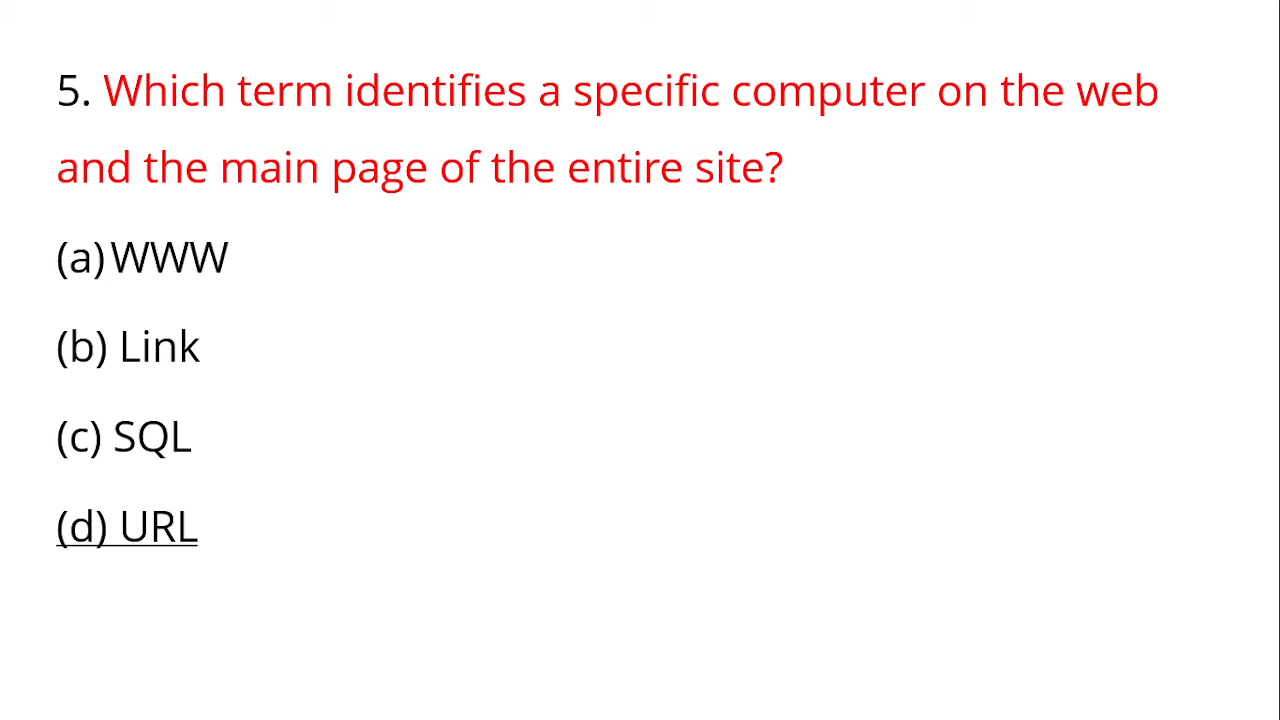 5. Which term identifies a specific computer on the web
and the main page of the entire site?
(a) WWW
(b) Link
(c) SQL
(d) URL